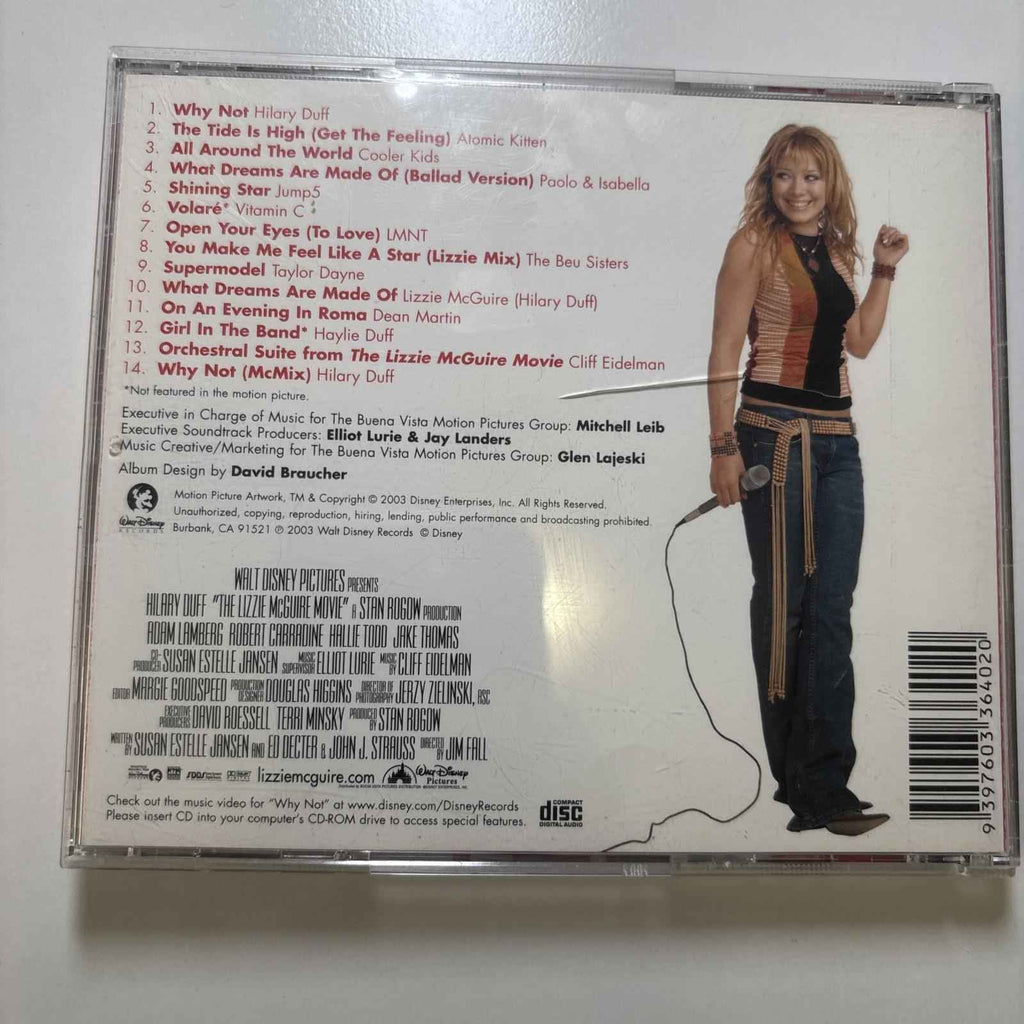 1. Why Not Hilary Duff
2. The Tide Is High (Get The Feeling) Atomic Kitten
3. All Around The World Cooler Kids
4. What Dreams Are Made Of (Ballad Version) Paolo & Isabella
5. Shining Star Jump5
6. Volaré* Vitamin C
7. Open Your Eyes (To Love) LMNT
8. You Make Me Feel Like A Star (Lizzie Mix) The Beu Sisters
9. Supermodel Taylor Dayne
10. What Dreams Are Made Of Lizzie McGuire (Hilary Duff)
11. On An Evening In Roma Dean Martin
12. Girl In The Band* Haylie Duff
13. Orchestral Suite from The Lizzie McGuire Movie Cliff Eidelman
14. Why Not (McMix) Hilary Duff
*Not featured in the motion picture.
Executive in Charge of Music for The Buena Vista Motion Pictures Group: Mitchell Leib
Executive Soundtrack Producers: Elliot Lurie & Jay Landers
Music Creative/Marketing for The Buena Vista Motion Pictures Group: Glen Lajeski
Album Design by David Braucher
Walt Disney
RECORDS
Motion Picture Artwork, TM & Copyright © 2003 Disney Enterprises, Inc. All Rights Reserved.
Unauthorized, copying, reproduction, hiring, lending, public performance and broadcasting prohibited.
Burbank, CA 91521 ℗ 2003 Walt Disney Records © Disney
WALT DISNEY PICTURES PRESENTS
HILARY DUFF "THE LIZZIE McGUIRE MOVIE" A STAN ROGOW PRODUCTION
ADAM LAMBERG ROBERT CARRADINE HALLIE TODD JAKE THOMAS
CO-PRODUCER SUSAN ESTELLE JANSEN MUSIC SUPERVISOR ELLIOT LURIE MUSIC BY CLIFF EIDELMAN
EDITOR MARGIE GOODSPEED PRODUCTION DESIGNER DOUGLAS HIGGINS DIRECTOR OF PHOTOGRAPHY JERZY ZIELINSKI, ASC
EXECUTIVE PRODUCERS DAVID ROESSELL TERRI MINSKY PRODUCED BY STAN ROGOW
WRITTEN BY SUSAN ESTELLE JANSEN AND ED DECTER & JOHN J. STRAUSS DIRECTED BY JIM FALL
sdds lizziemcguire.com Walt Disney Pictures
Check out the music video for "Why Not" at www.disney.com/DisneyRecords
Please insert CD into your computer's CD-ROM drive to access special features.
COMPACT
disc
DIGITAL AUDIO
9 397603 364020